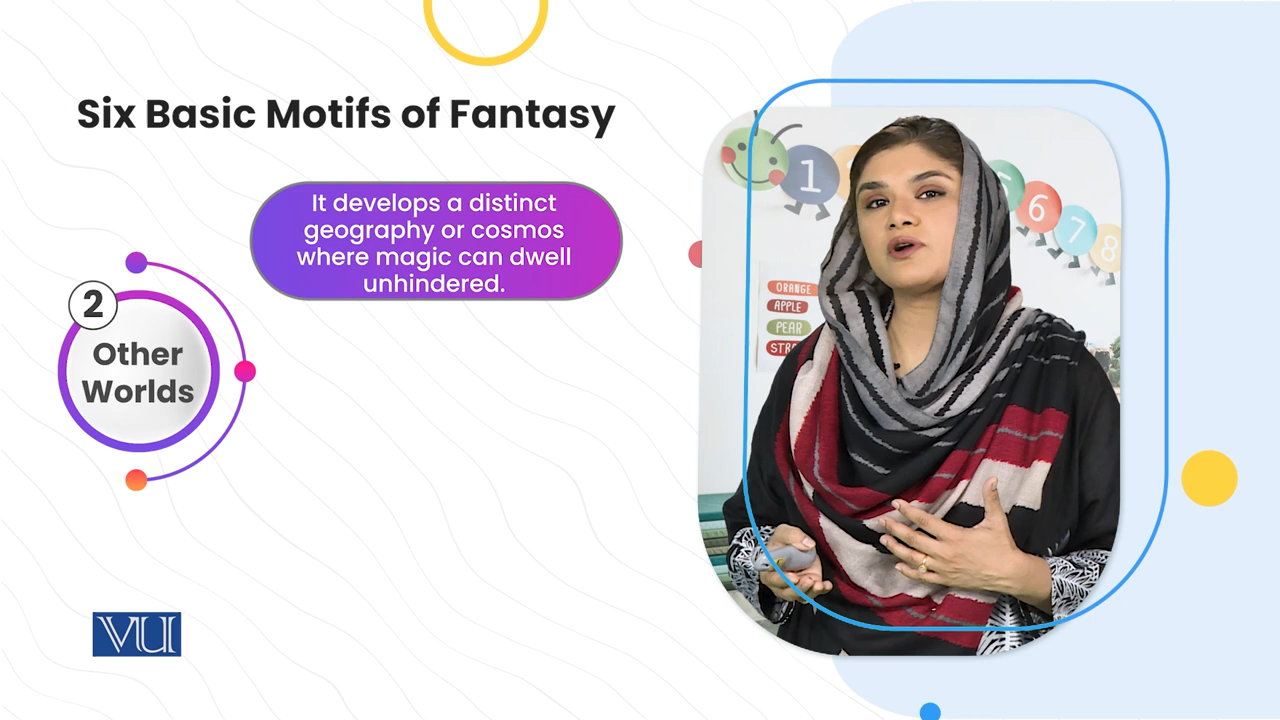 Six Basic Motifs of Fantasy
It develops a distinct
geography or cosmos
where magic can dwell
unhindered.
2
Other
Worlds
VU
1
6
7
8
ORANGE
APPLE
PEAR